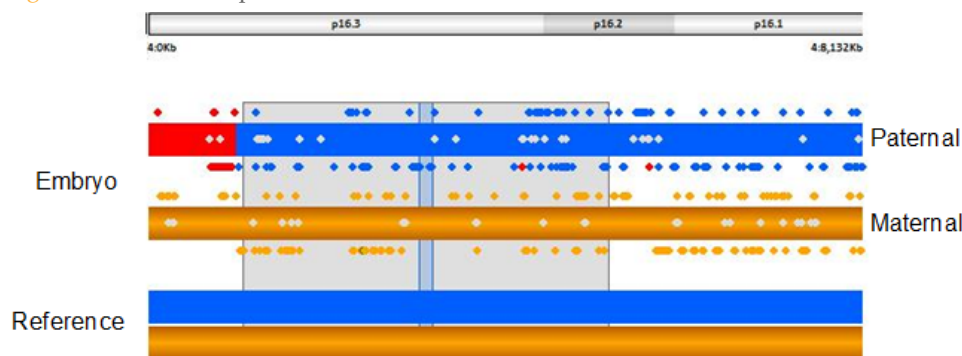 p16.3 p16.2 p16.1
4:0Kb 4:8,132Kb
Paternal
Embryo
Maternal
Reference